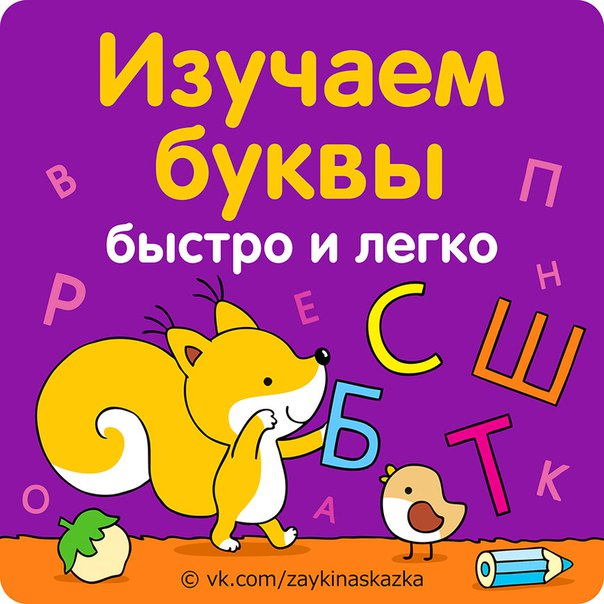 Изучаем
буквы
быстро и легко
В
П
Р
Е
Н
С
Ш
Б
Т
О
А
К
© vk.com/zaykinaskazka